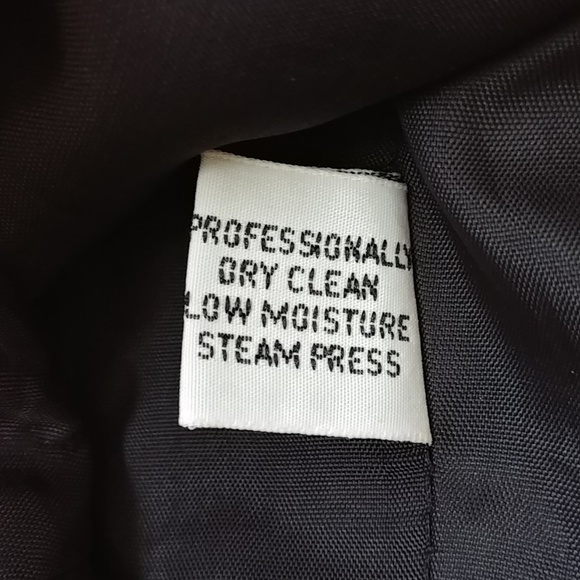 PROFESSIONALLY
DRY CLEAN
LOW MOISTURE
STEAM PRESS